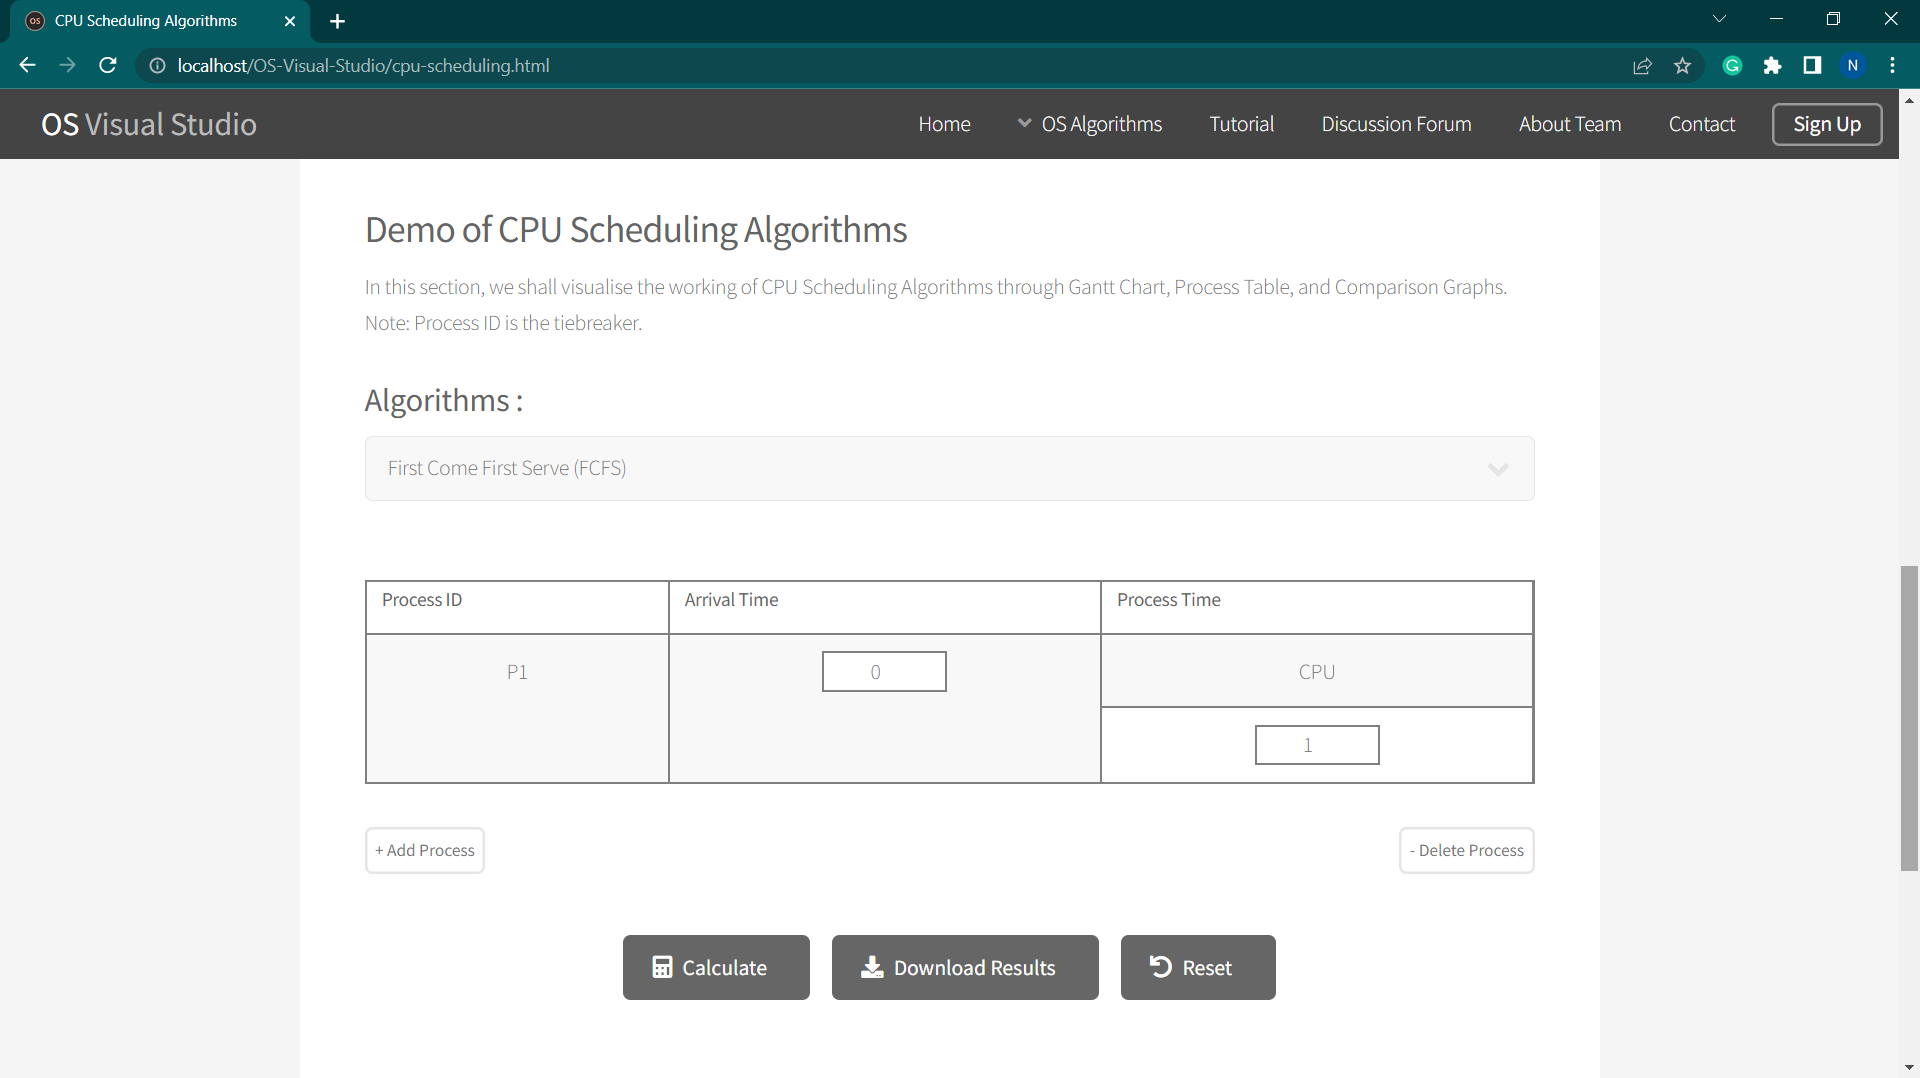 CPU Scheduling Algorithms
localhost/OS-Visual-Studio/cpu-scheduling.html
N
OS Visual Studio
Home
OS Algorithms
Tutorial
Discussion Forum
About Team
Contact
Sign Up
Demo of CPU Scheduling Algorithms
In this section, we shall visualise the working of CPU Scheduling Algorithms through Gantt Chart, Process Table, and Comparison Graphs.
Note: Process ID is the tiebreaker.
Algorithms :
First Come First Serve (FCFS)
Process ID
Arrival Time
Process Time
P1
0
CPU
1
+ Add Process
- Delete Process
Calculate
Download Results
Reset